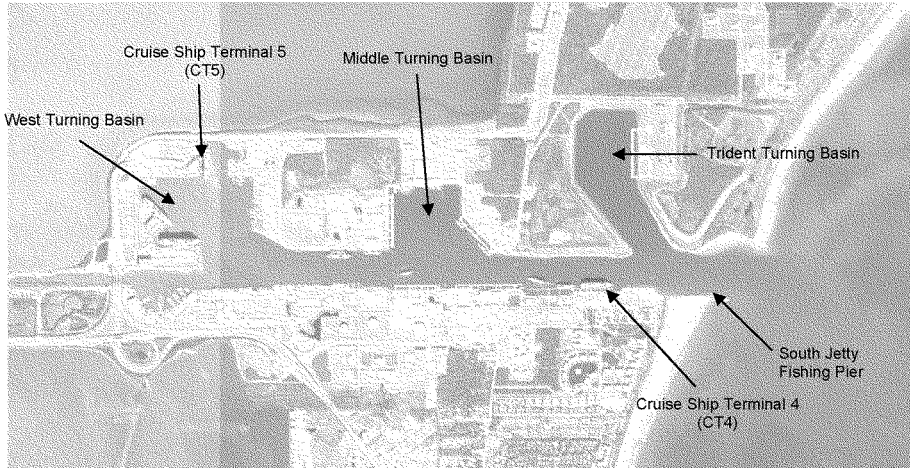 Cruise Ship Terminal 5
(CT5)
Middle Turning Basin
West Turning Basin
Trident Turning Basin
South Jetty
Fishing Pier
Cruise Ship Terminal 4
(CT4)